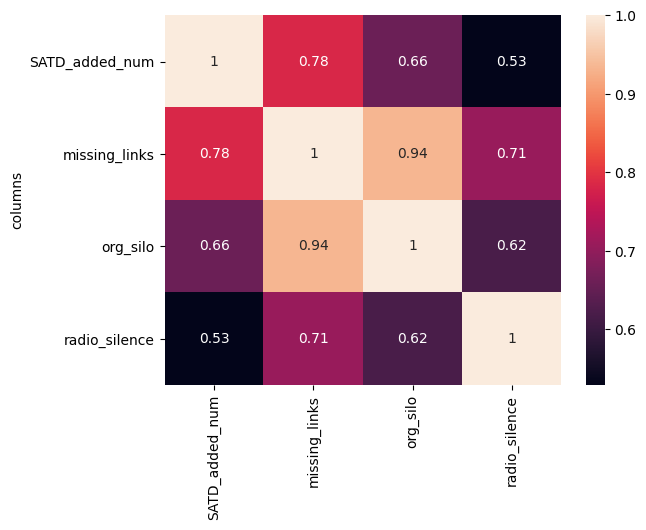 SATD_added_num 1 0.78 0.66 0.53
missing_links 0.78 1 0.94 0.71
org_silo 0.66 0.94 1 0.62
radio_silence 0.53 0.71 0.62 1
columns
SATD_added_num
missing_links
org_silo
radio_silence
1.0
0.9
0.8
0.7
0.6